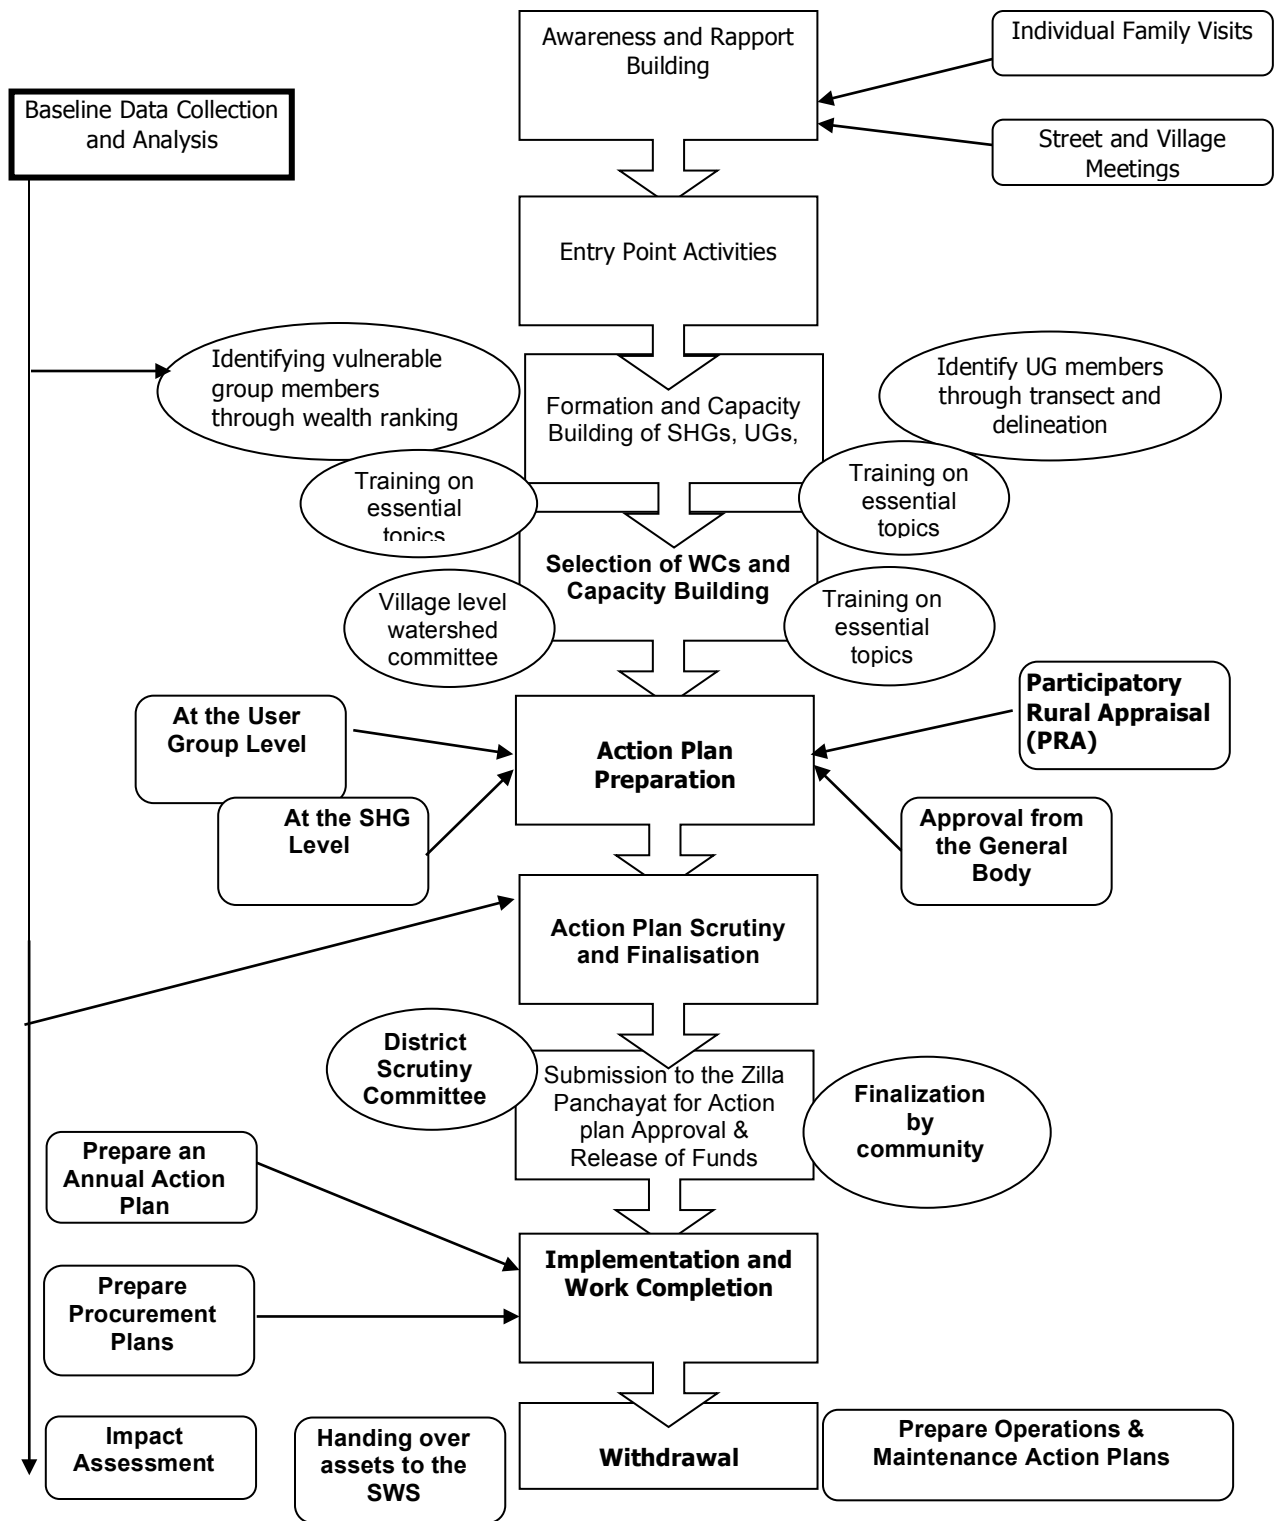 Awareness and Rapport
Building
Individual Family Visits
Baseline Data Collection
and Analysis
Street and Village
Meetings
Entry Point Activities
Identifying vulnerable
group members
through wealth ranking
Formation and Capacity
Building of SHGs, UGs,
Identify UG members
through transect and
delineation
Training on
essential
topics
Training on
essential
topics
Selection of WCs and
Capacity Building
Village level
watershed
committee
Training on
essential
topics
At the User
Group Level
At the SHG
Level
Action Plan
Preparation
Participatory
Rural Appraisal
(PRA)
Approval from
the General
Body
Action Plan Scrutiny
and Finalisation
District
Scrutiny
Committee
Submission to the Zilla
Panchayat for Action
plan Approval &
Release of Funds
Finalization
by
community
Prepare an
Annual Action
Plan
Implementation and
Work Completion
Prepare
Procurement
Plans
Impact
Assessment
Handing over
assets to the
SWS
Withdrawal
Prepare Operations &
Maintenance Action Plans